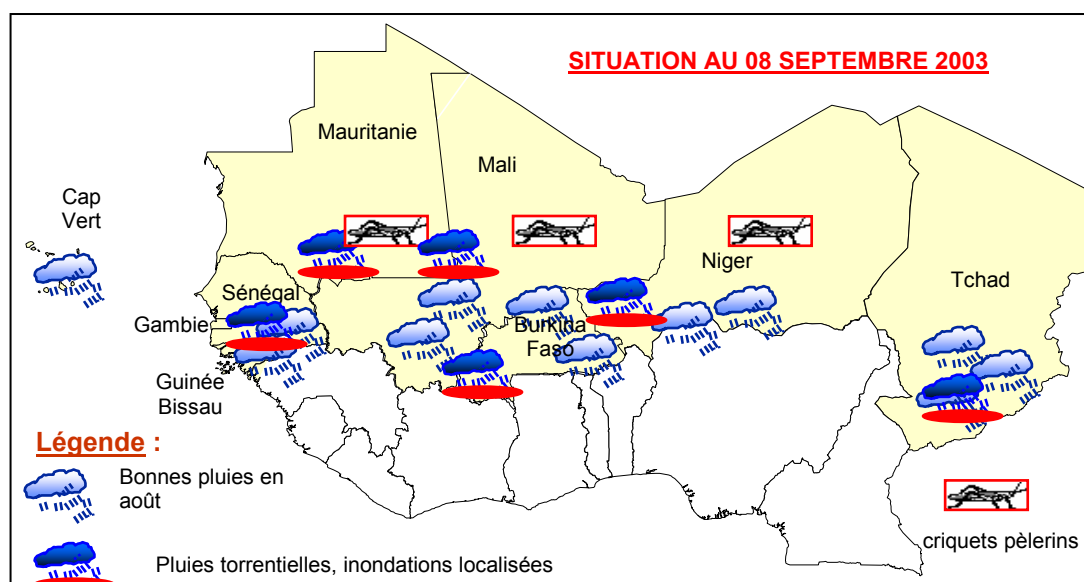 SITUATION AU 08 SEPTEMBRE 2003
Mauritanie
Mali
Cap
Vert
Niger
Tchad
Sénégal
Gambie
Burkina
Faso
Guinée
Bissau
Légende :
Bonnes pluies en
août
criquets pèlerins
Pluies torrentielles, inondations localisées